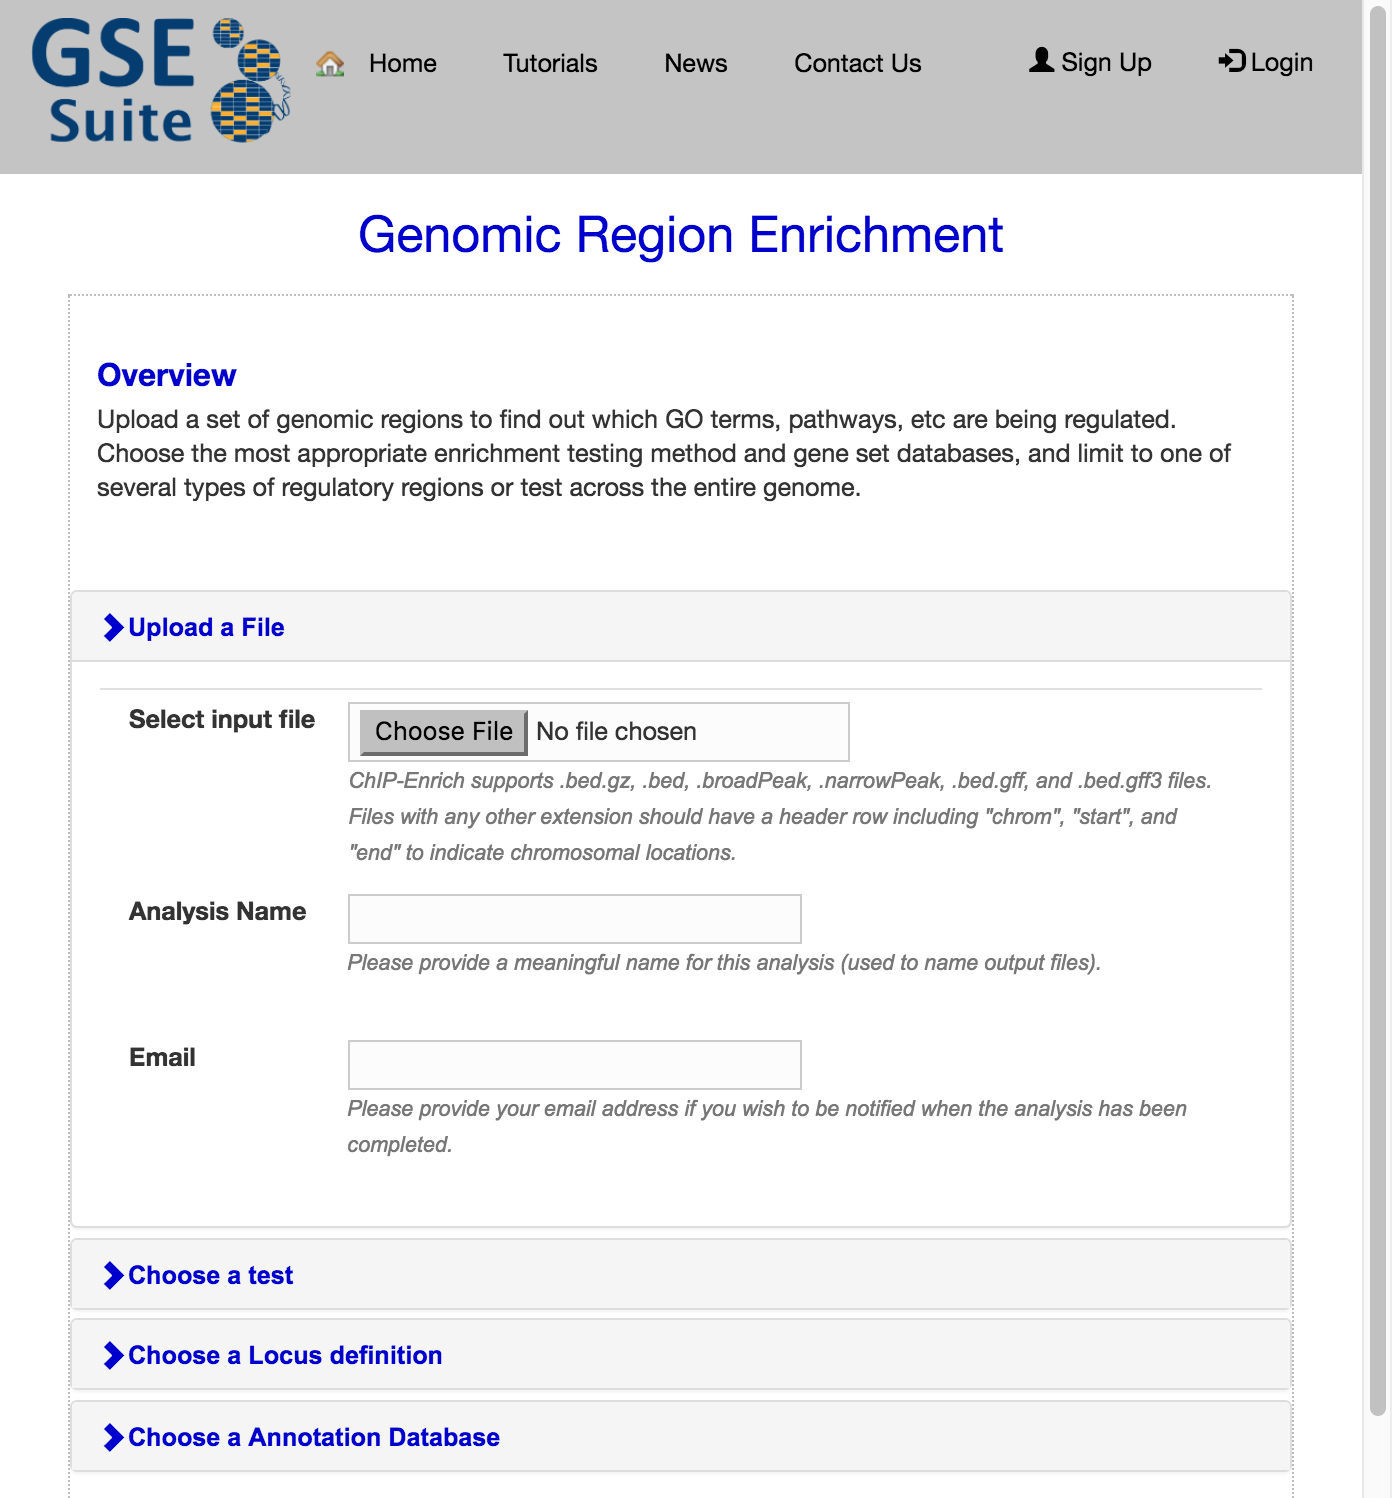 GSE
Suite
Home Tutorials News Contact Us Sign Up Login
Genomic Region Enrichment
Overview
Upload a set of genomic regions to find out which GO terms, pathways, etc are being regulated.
Choose the most appropriate enrichment testing method and gene set databases, and limit to one of
several types of regulatory regions or test across the entire genome.
Upload a File
Select input file Choose File No file chosen
ChIP-Enrich supports .bed.gz, .bed, .broadPeak, .narrowPeak, .bed.gff, and .bed.gff3 files.
Files with any other extension should have a header row including "chrom", "start", and
"end" to indicate chromosomal locations.
Analysis Name
Please provide a meaningful name for this analysis (used to name output files).
Email
Please provide your email address if you wish to be notified when the analysis has been
completed.
Choose a test
Choose a Locus definition
Choose a Annotation Database